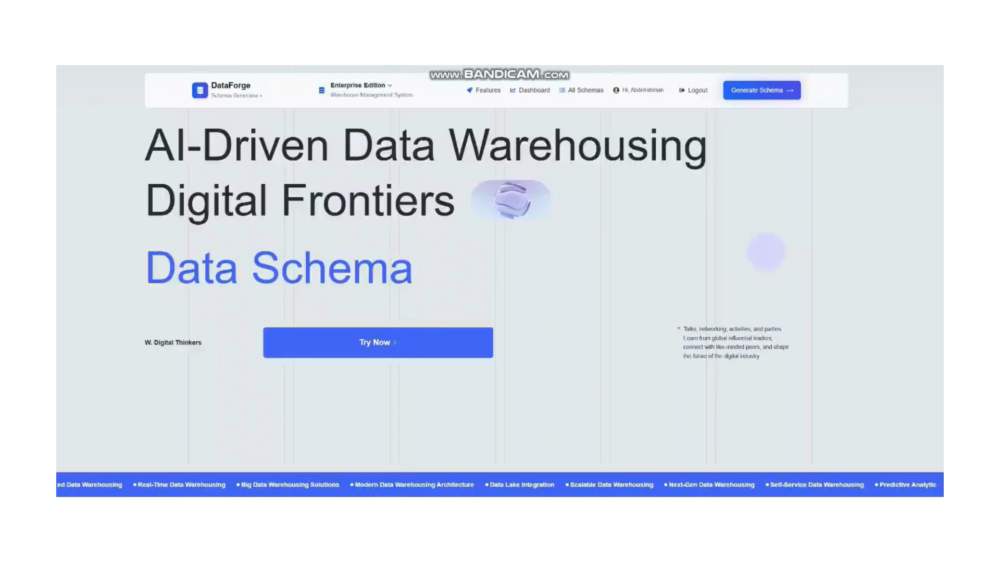 www.BANDICAM.com
DataForge
Schema Generator
Enterprise Edition
Warehouse Management System
Features
Dashboard
All Schemas
Hi, Abdelrahman
Logout
Generate Schema →
AI-Driven Data Warehousing
Digital Frontiers
Data Schema
W. Digital Thinkers
Try Now
* Talks, networking, activities, and parties
Learn from global influential leaders,
connect with like-minded peers, and shape
the future of the digital industry
ed Data Warehousing • Real-Time Data Warehousing • Big Data Warehousing Solutions • Modern Data Warehousing Architecture • Data Lake Integration • Scalable Data Warehousing • Next-Gen Data Warehousing • Self-Service Data Warehousing • Predictive Analytic